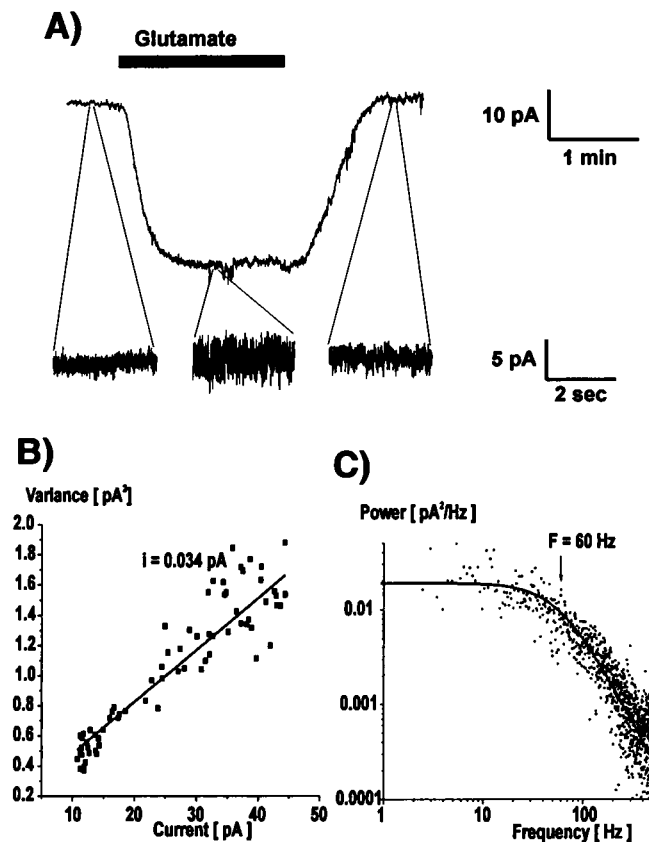 A)
Glutamate
10 pA
1 min
5 pA
2 sec
B)
Variance [ pA²]
2.0
1.8
1.6
1.4
1.2
1.0
0.8
0.6
0.4
0.2
i = 0.034 pA
10 20 30 40 50
Current [ pA]
C)
Power [ pA²/Hz]
F = 60 Hz
0.01
0.001
0.0001
1 10 100
Frequency [ Hz]